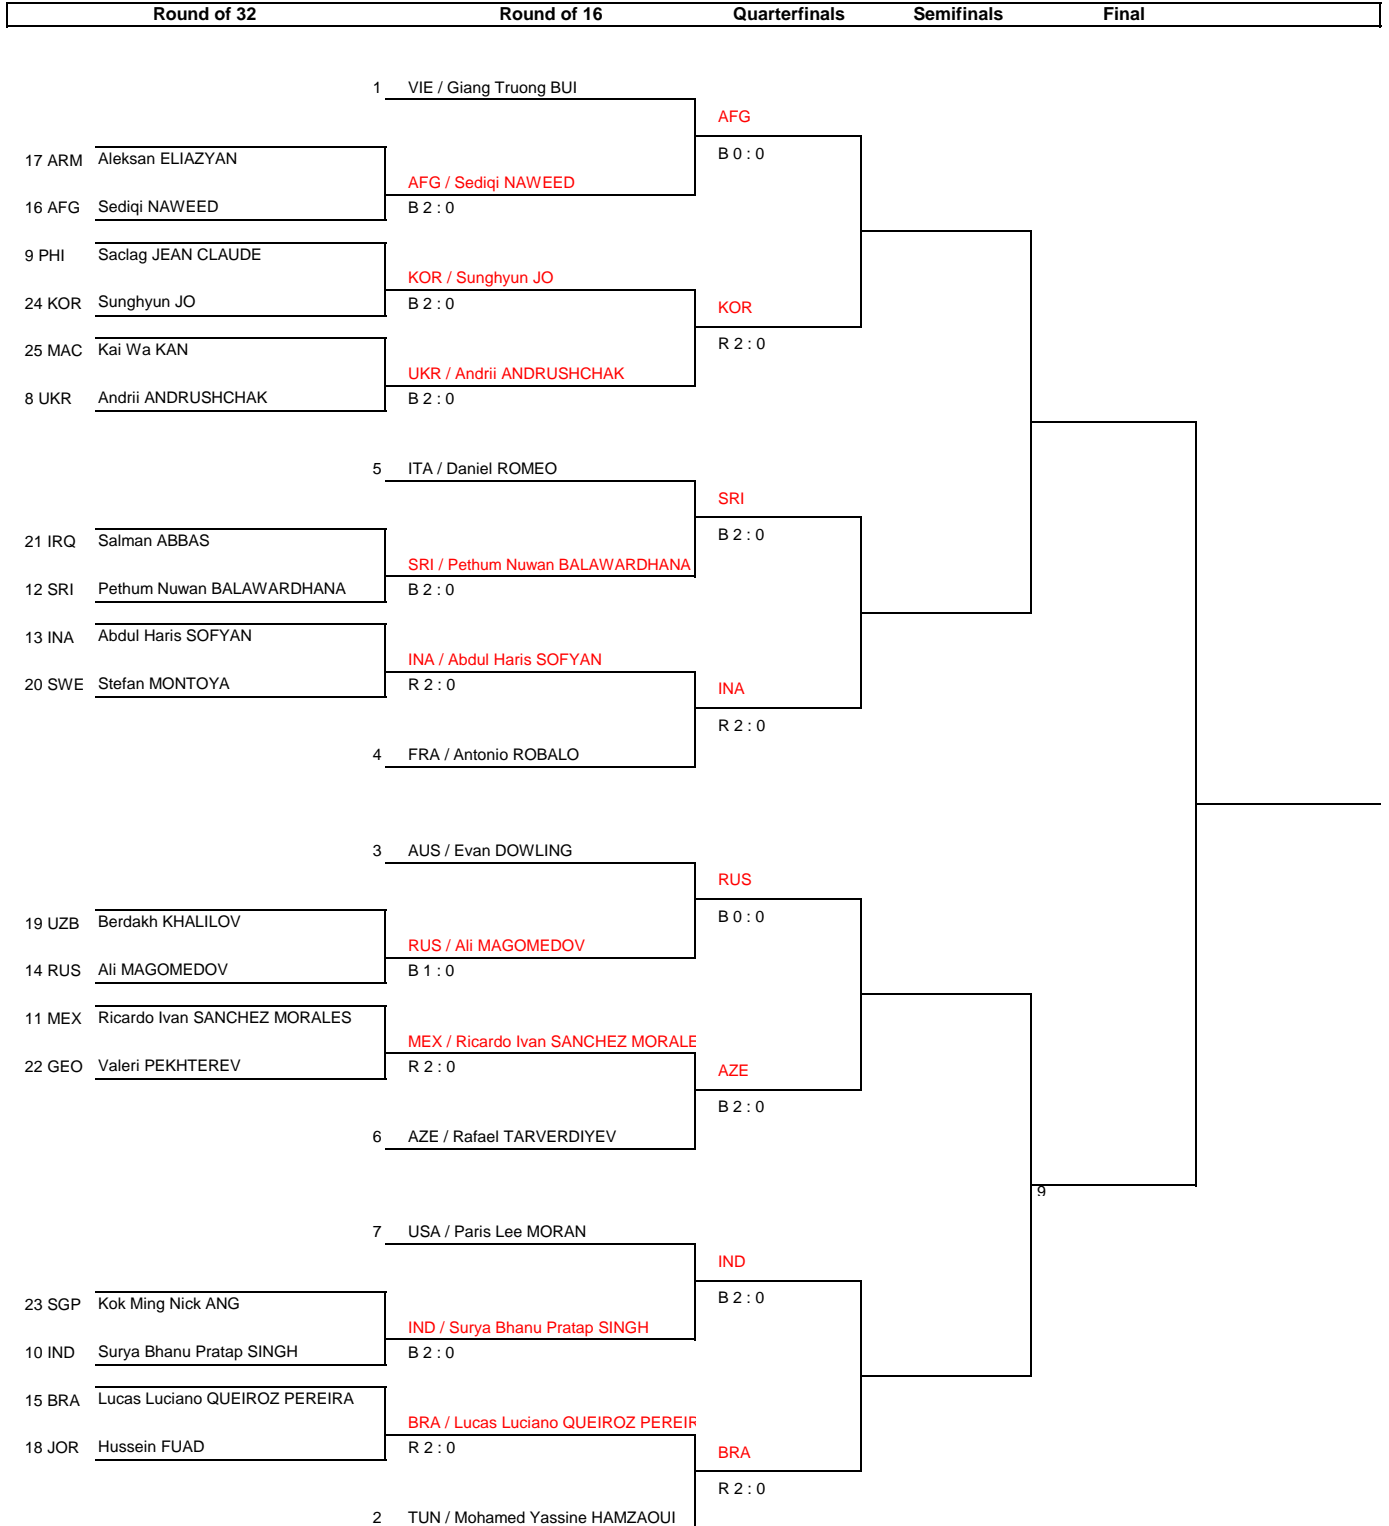 Round of 32 Round of 16 Quarterfinals Semifinals Final
1 VIE / Giang Truong BUI
AFG
B 0 : 0
17 ARM Aleksan ELIAZYAN
AFG / Sediqi NAWEED
16 AFG Sediqi NAWEED
B 2 : 0
9 PHI Saclag JEAN CLAUDE
KOR / Sunghyun JO
24 KOR Sunghyun JO
B 2 : 0
KOR
R 2 : 0
25 MAC Kai Wa KAN
UKR / Andrii ANDRUSHCHAK
8 UKR Andrii ANDRUSHCHAK
B 2 : 0
5 ITA / Daniel ROMEO
SRI
B 2 : 0
21 IRQ Salman ABBAS
SRI / Pethum Nuwan BALAWARDHANA
12 SRI Pethum Nuwan BALAWARDHANA
B 2 : 0
13 INA Abdul Haris SOFYAN
INA / Abdul Haris SOFYAN
20 SWE Stefan MONTOYA
R 2 : 0
INA
R 2 : 0
4 FRA / Antonio ROBALO
3 AUS / Evan DOWLING
RUS
B 0 : 0
19 UZB Berdakh KHALILOV
RUS / Ali MAGOMEDOV
14 RUS Ali MAGOMEDOV
B 1 : 0
11 MEX Ricardo Ivan SANCHEZ MORALES
MEX / Ricardo Ivan SANCHEZ MORALE
22 GEO Valeri PEKHTEREV
R 2 : 0
AZE
B 2 : 0
6 AZE / Rafael TARVERDIYEV
9
7 USA / Paris Lee MORAN
IND
B 2 : 0
23 SGP Kok Ming Nick ANG
IND / Surya Bhanu Pratap SINGH
10 IND Surya Bhanu Pratap SINGH
B 2 : 0
15 BRA Lucas Luciano QUEIROZ PEREIRA
BRA / Lucas Luciano QUEIROZ PEREIR
18 JOR Hussein FUAD
R 2 : 0
BRA
R 2 : 0
2 TUN / Mohamed Yassine HAMZAOUI